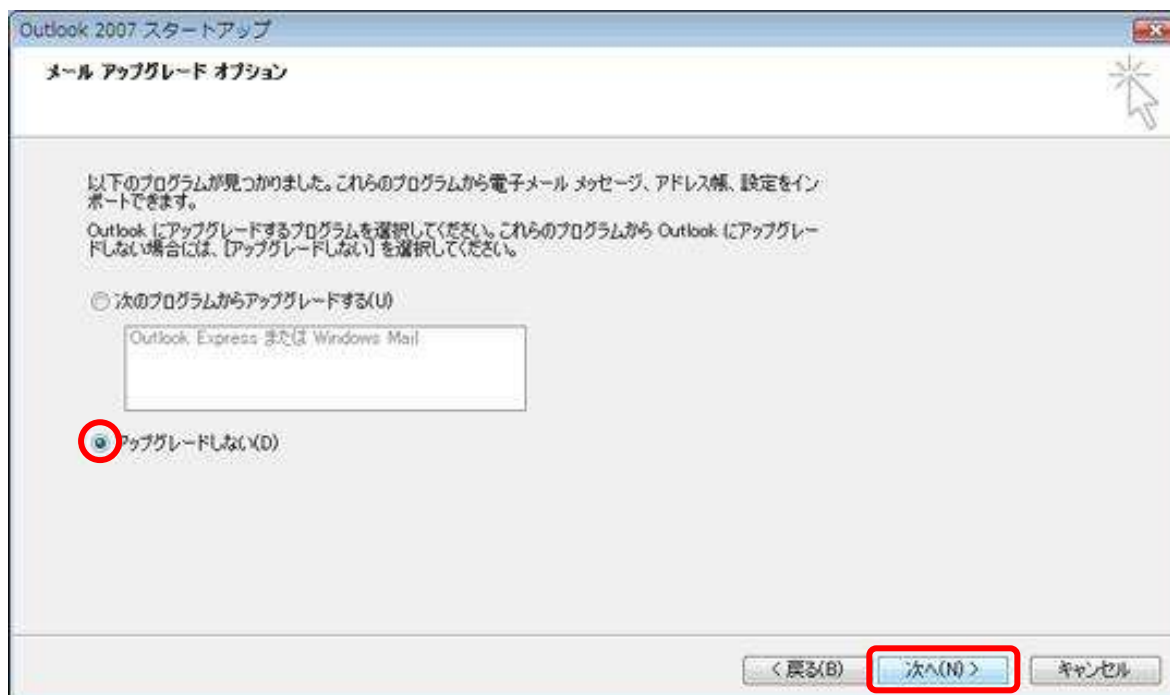 Outlook 2007 スタートアップ
メール アップグレード オプション
以下のプログラムが見つかりました。これらのプログラムから電子メール メッセージ、アドレス帳、設定をイン
ポートできます。
Outlook にアップグレードするプログラムを選択してください。これらのプログラムから Outlook にアップグレー
ドしない場合には、[アップグレードしない] を選択してください。
次のプログラムからアップグレードする(U)
Outlook Express または Windows Mail
アップグレードしない(D)
< 戻る(B) 次へ(N) > キャンセル